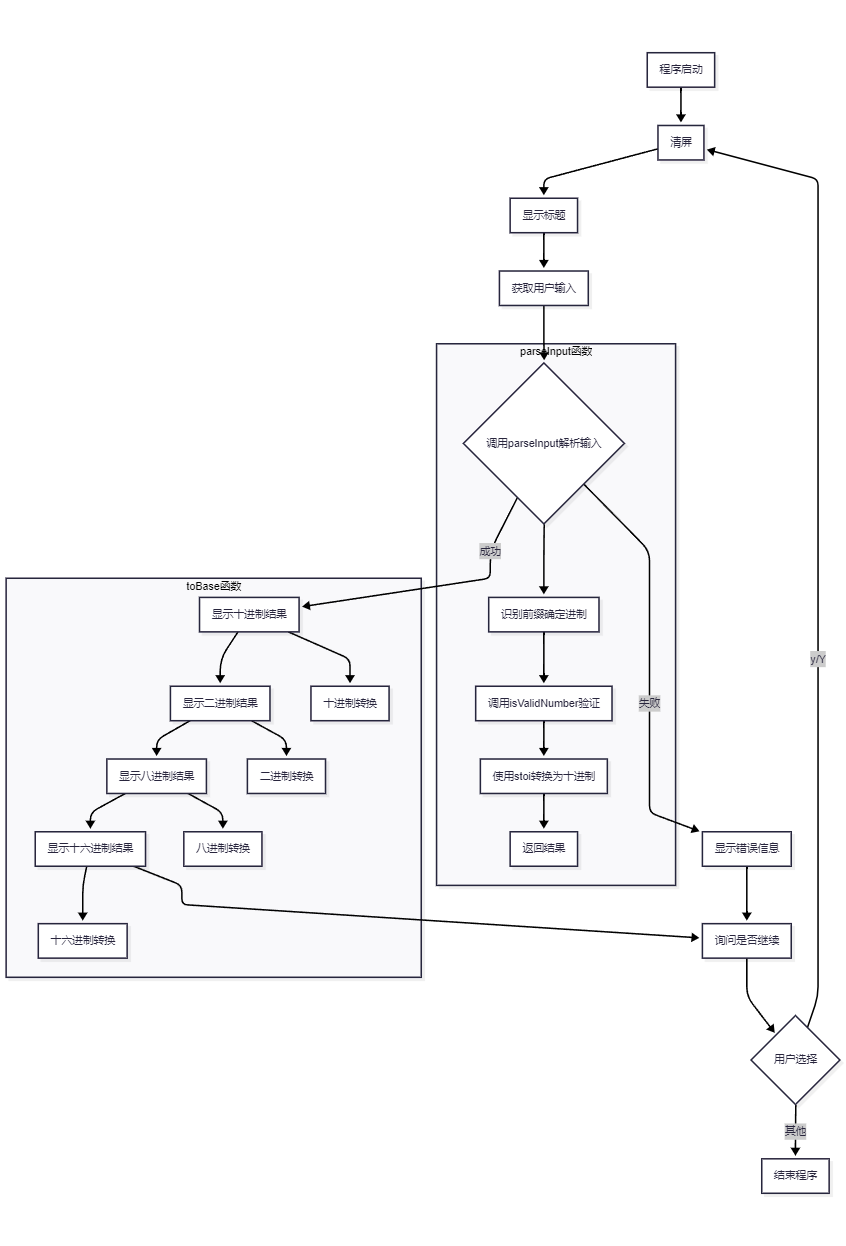 程序启动
清屏
显示标题
获取用户输入
parseInput函数
调用parseInput解析输入
成功
toBase函数
显示十进制结果
识别前缀确定进制
y/Y
显示二进制结果
十进制转换
调用isValidNumber验证
失败
显示八进制结果
二进制转换
使用stoi转换为十进制
显示十六进制结果
八进制转换
返回结果
显示错误信息
十六进制转换
询问是否继续
用户选择
其他
结束程序